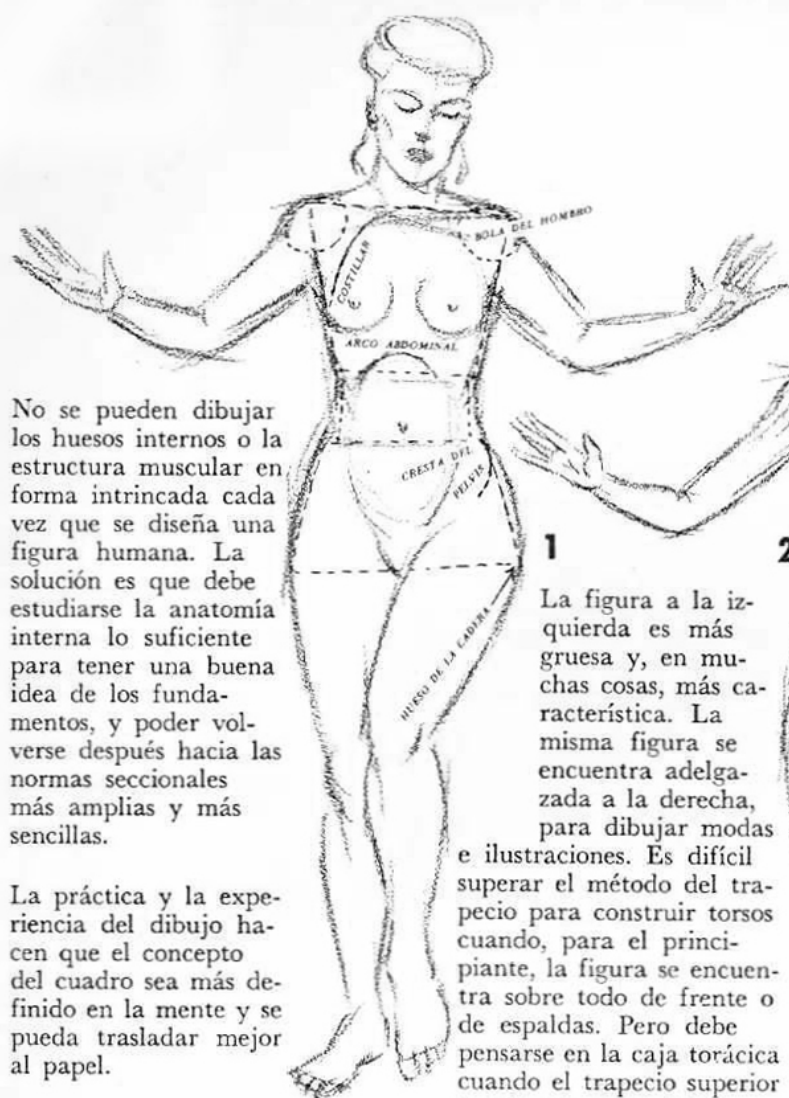 BOLA DEL HOMBRO
COSTILLAR
ARCO ABDOMINAL
CRESTA DEL
PELVIS
HUESO DE LA CADERA
No se pueden dibujar
los huesos internos o la
estructura muscular en
forma intrincada cada
vez que se diseña una
figura humana. La
solución es que debe
estudiarse la anatomía
interna lo suficiente
para tener una buena
idea de los funda-
mentos, y poder vol-
verse después hacia las
normas seccionales
más amplias y más
sencillas.
La práctica y la expe-
riencia del dibujo ha-
cen que el concepto
del cuadro sea más de-
finido en la mente y se
pueda trasladar mejor
al papel.
1
La figura a la iz-
quierda es más
gruesa y, en mu-
chas cosas, más ca-
racterística. La
misma figura se
encuentra adelga-
zada a la derecha,
para dibujar modas
e ilustraciones. Es difícil
superar el método del tra-
pecio para construir torsos
cuando, para el princi-
piante, la figura se encuen-
tra sobre todo de frente o
de espaldas. Pero debe
pensarse en la caja torácica
cuando el trapecio superior
2